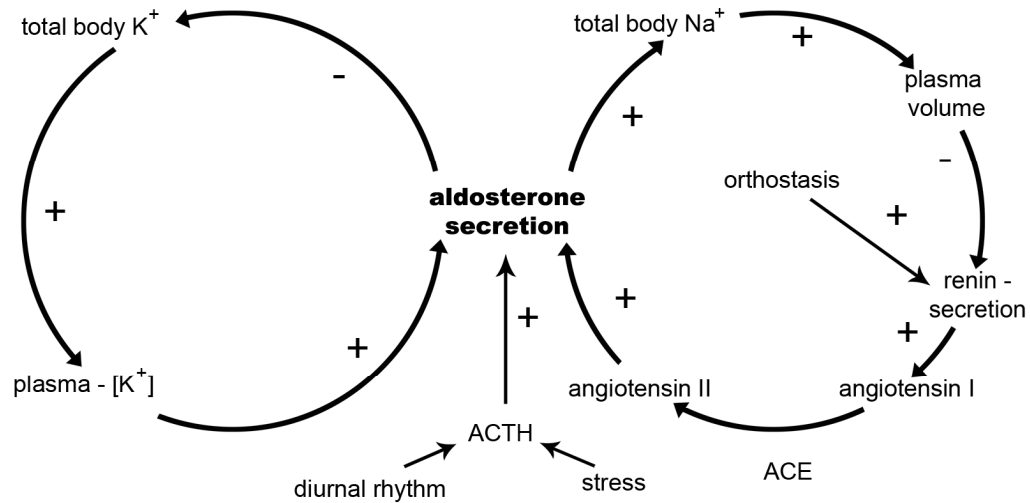 total body K+
-
+
plasma - [K+]
+
aldosterone
secretion
+
ACTH
diurnal rhythm
stress
total body Na+
+
+
plasma
volume
-
orthostasis
+
renin -
secretion
+
angiotensin I
ACE
angiotensin II
+